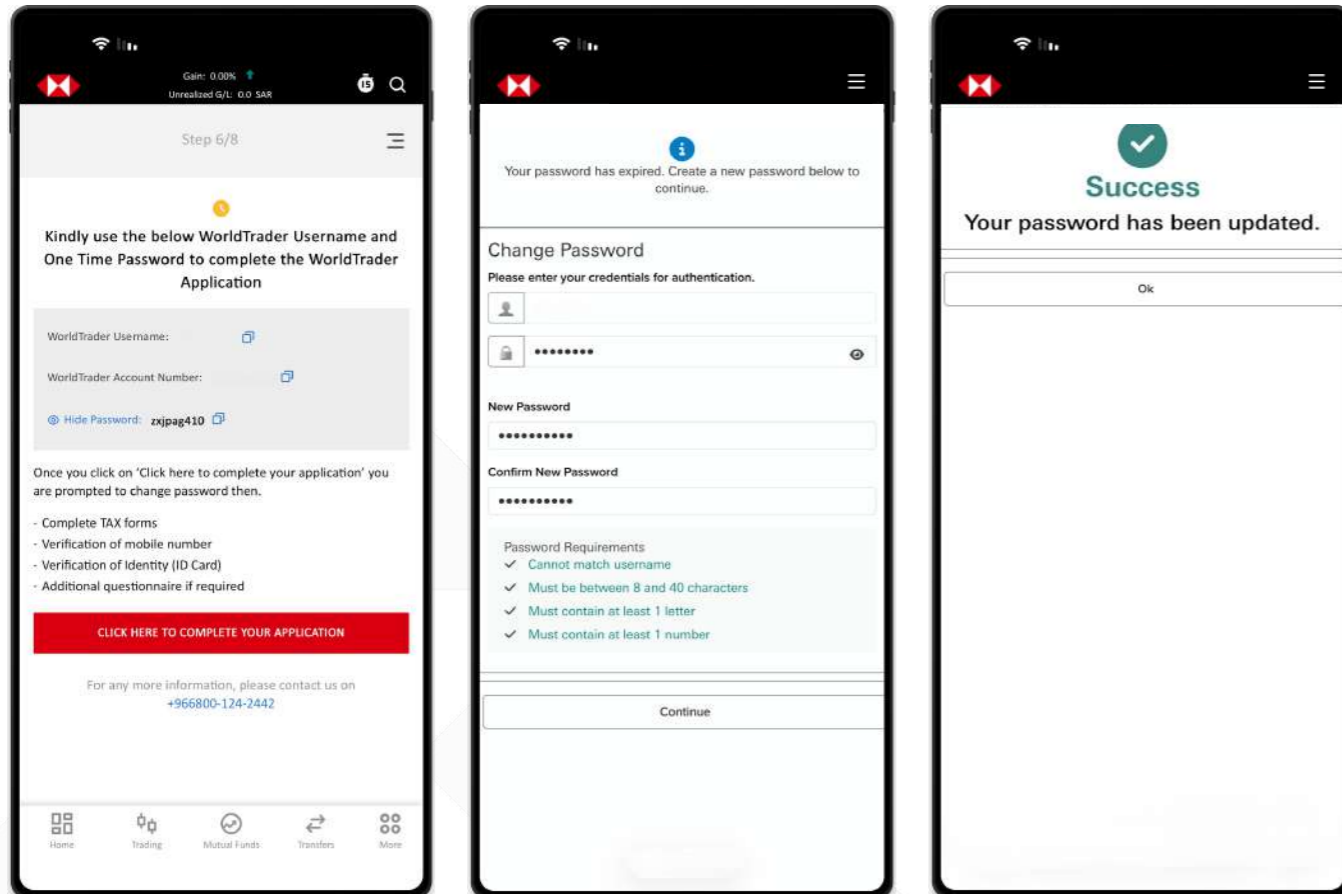 Gain: 0.00%
Unrealized G/L: 0.0 SAR
15
Step 6/8
Kindly use the below WorldTrader Username and
One Time Password to complete the WorldTrader
Application
WorldTrader Username:
WorldTrader Account Number:
Hide Password: zxjpag410
Once you click on 'Click here to complete your application' you
are prompted to change password then.
- Complete TAX forms
- Verification of mobile number
- Verification of Identity (ID Card)
- Additional questionnaire if required
CLICK HERE TO COMPLETE YOUR APPLICATION
For any more information, please contact us on
+966800-124-2442
Home Trading Mutual Funds Transfers More
Your password has expired. Create a new password below to
continue.
Change Password
Please enter your credentials for authentication.
••••••••
New Password
••••••••••
Confirm New Password
••••••••••
Password Requirements
Cannot match username
Must be between 8 and 40 characters
Must contain at least 1 letter
Must contain at least 1 number
Continue
Success
Your password has been updated.
Ok